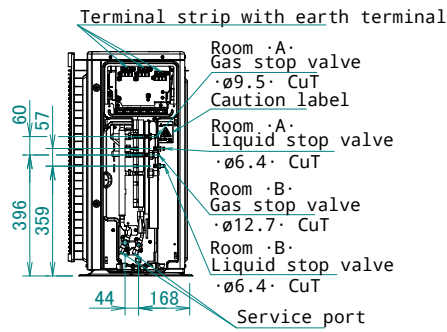 Terminal strip with earth terminal
Room ·A·
Gas stop valve
·ø9.5· CuT
Caution label
Room ·A·
Liquid stop valve
·ø6.4· CuT
Room ·B·
Gas stop valve
·ø12.7· CuT
Room ·B·
Liquid stop valve
·ø6.4· CuT
Service port
60
57
396
359
44
168